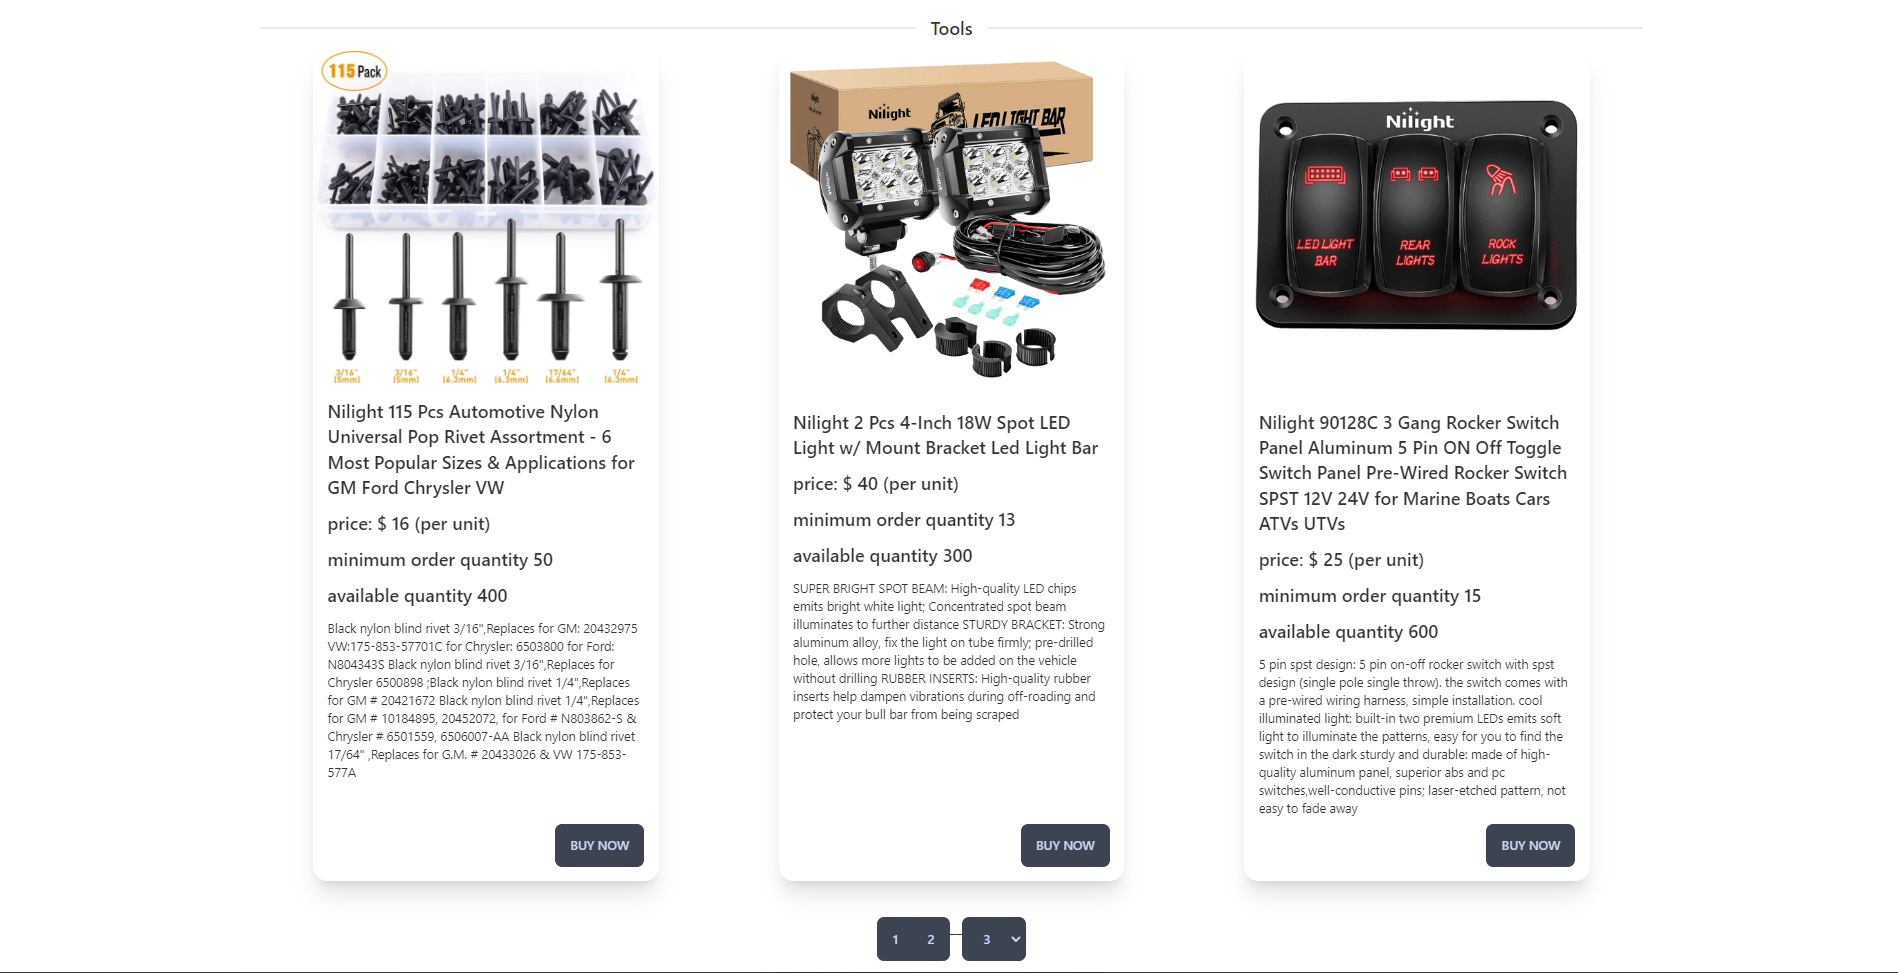 Tools
115 Pack
3/16" 3/16" 1/4" 1/4" 17/64" 1/4"
(5mm) (5mm) (6.3mm) (6.3mm) (6.6mm) (6.3mm)
Nilight 115 Pcs Automotive Nylon
Universal Pop Rivet Assortment - 6
Most Popular Sizes & Applications for
GM Ford Chrysler VW
price: $ 16 (per unit)
minimum order quantity 50
available quantity 400
Black nylon blind rivet 3/16",Replaces for GM: 20432975
VW:175-853-57701C for Chrysler: 6503800 for Ford:
N804343S Black nylon blind rivet 3/16",Replaces for
Chrysler 6500898 ;Black nylon blind rivet 1/4",Replaces
for GM # 20421672 Black nylon blind rivet 1/4",Replaces
for GM # 10184895, 20452072, for Ford # N803862-S &
Chrysler # 6501559, 6506007-AA Black nylon blind rivet
17/64" ,Replaces for G.M. # 20433026 & VW 175-853-
577A
BUY NOW
Nilight
LED LIGHT BAR
Nilight 2 Pcs 4-Inch 18W Spot LED
Light w/ Mount Bracket Led Light Bar
price: $ 40 (per unit)
minimum order quantity 13
available quantity 300
SUPER BRIGHT SPOT BEAM: High-quality LED chips
emits bright white light; Concentrated spot beam
illuminates to further distance STURDY BRACKET: Strong
aluminum alloy, fix the light on tube firmly; pre-drilled
hole, allows more lights to be added on the vehicle
without drilling RUBBER INSERTS: High-quality rubber
inserts help dampen vibrations during off-roading and
protect your bull bar from being scraped
BUY NOW
Nilight
LED LIGHT
BAR
REAR
LIGHTS
ROCK
LIGHTS
Nilight 90128C 3 Gang Rocker Switch
Panel Aluminum 5 Pin ON Off Toggle
Switch Panel Pre-Wired Rocker Switch
SPST 12V 24V for Marine Boats Cars
ATVs UTVs
price: $ 25 (per unit)
minimum order quantity 15
available quantity 600
5 pin spst design: 5 pin on-off rocker switch with spst
design (single pole single throw). the switch comes with
a pre-wired wiring harness, simple installation. cool
illuminated light: built-in two premium LEDs emits soft
light to illuminate the patterns, easy for you to find the
switch in the dark sturdy and durable: made of high-
quality aluminum panel, superior abs and pc
switches,well-conductive pins; laser-etched pattern, not
easy to fade away
BUY NOW
1 2 3